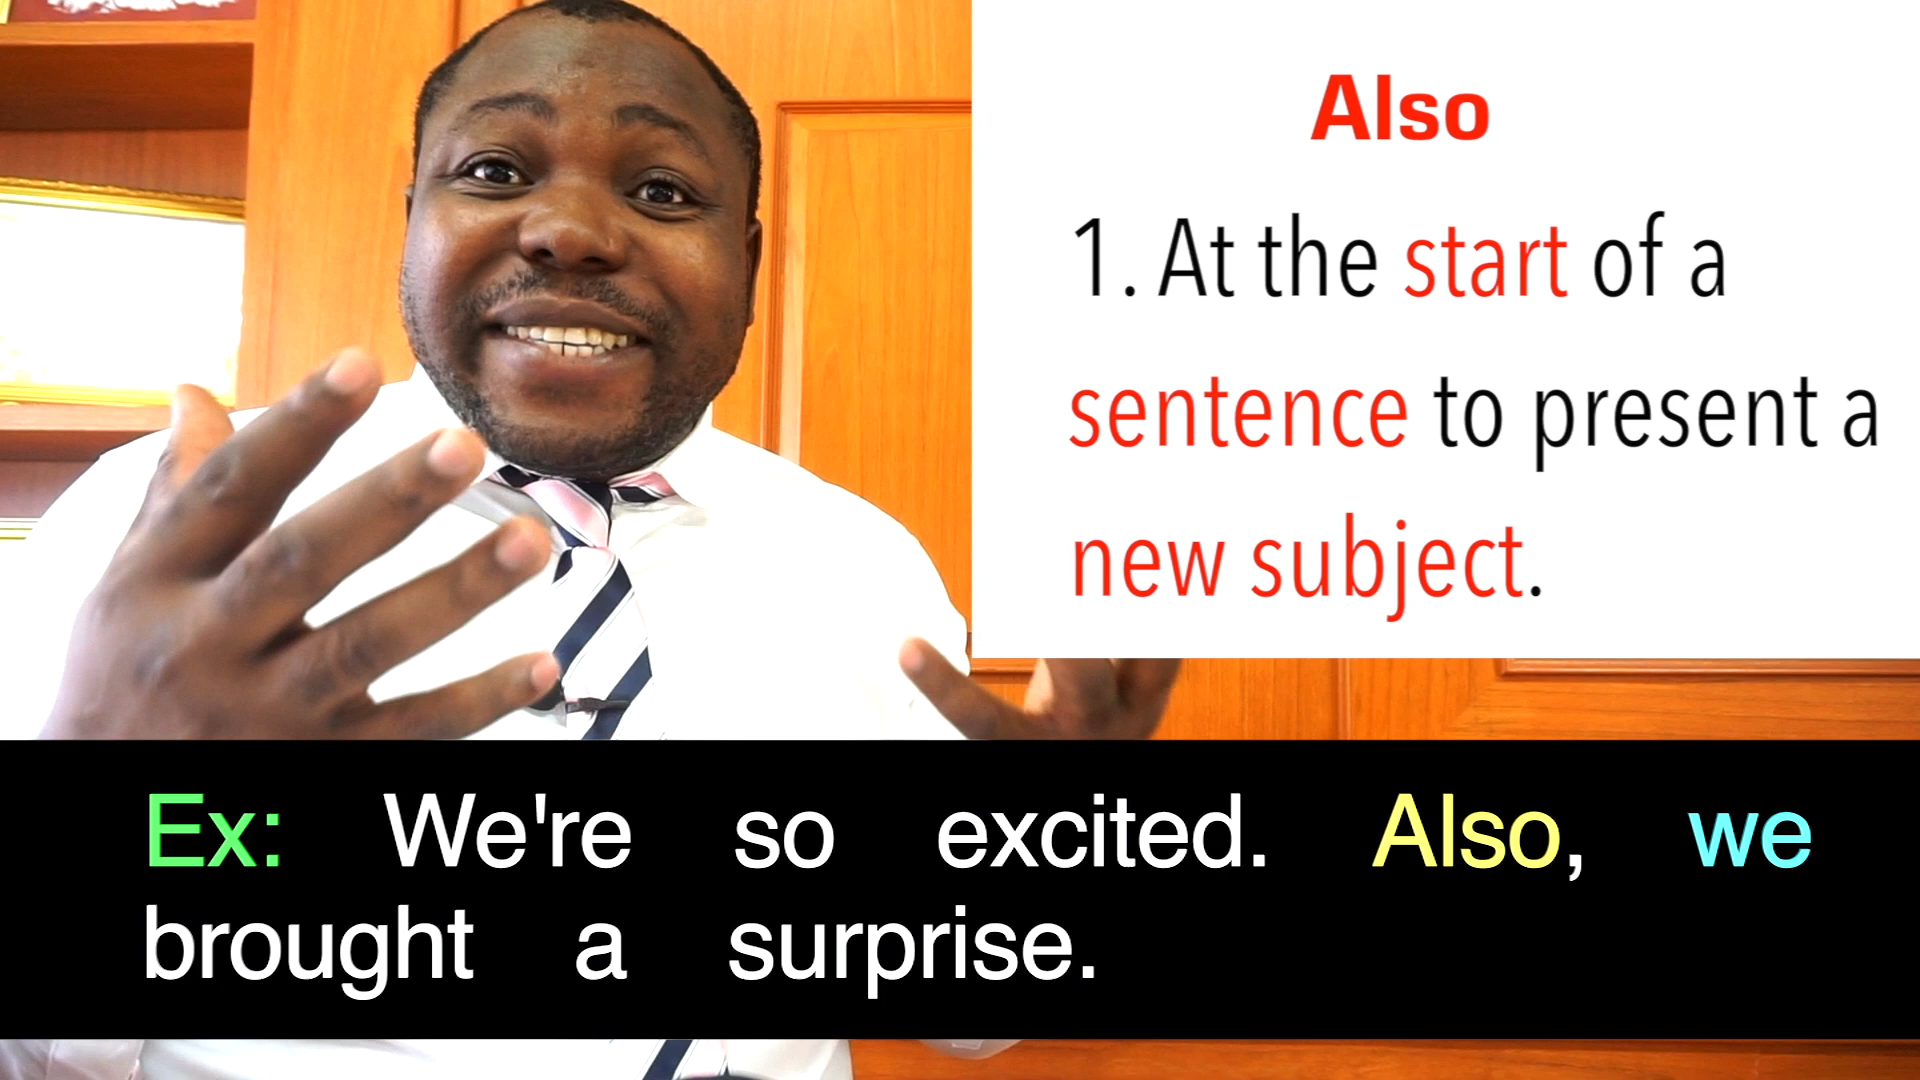 Also
1. At the start of a
sentence to present a
new subject.
Ex: We're so excited. Also, we
brought a surprise.